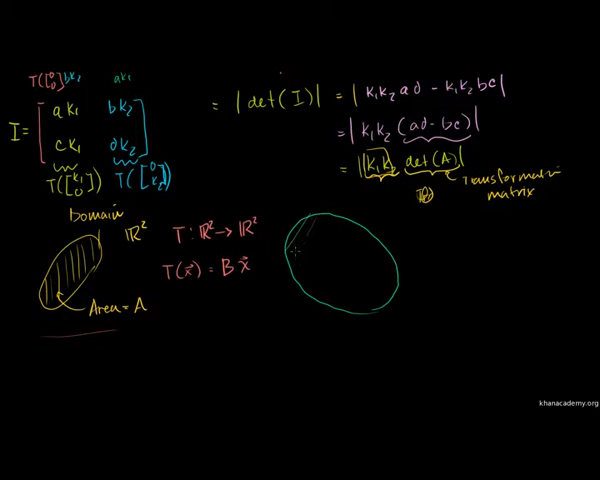 T([0 0]) bk₂ ak₁
I = [ak₁ bk₂
ck₁ dk₂]
T([k₁ 0]) T([0 k₂])
= |det(I)| = |k₁k₂ad - k₁k₂bc|
= |k₁k₂(ad-bc)|
= |k₁k₂ det(A)|
Transformation
matrix
Domain
ℝ²
Area = A
T: ℝ² → ℝ²
T(x⃗) = Bx⃗
khanacademy.org